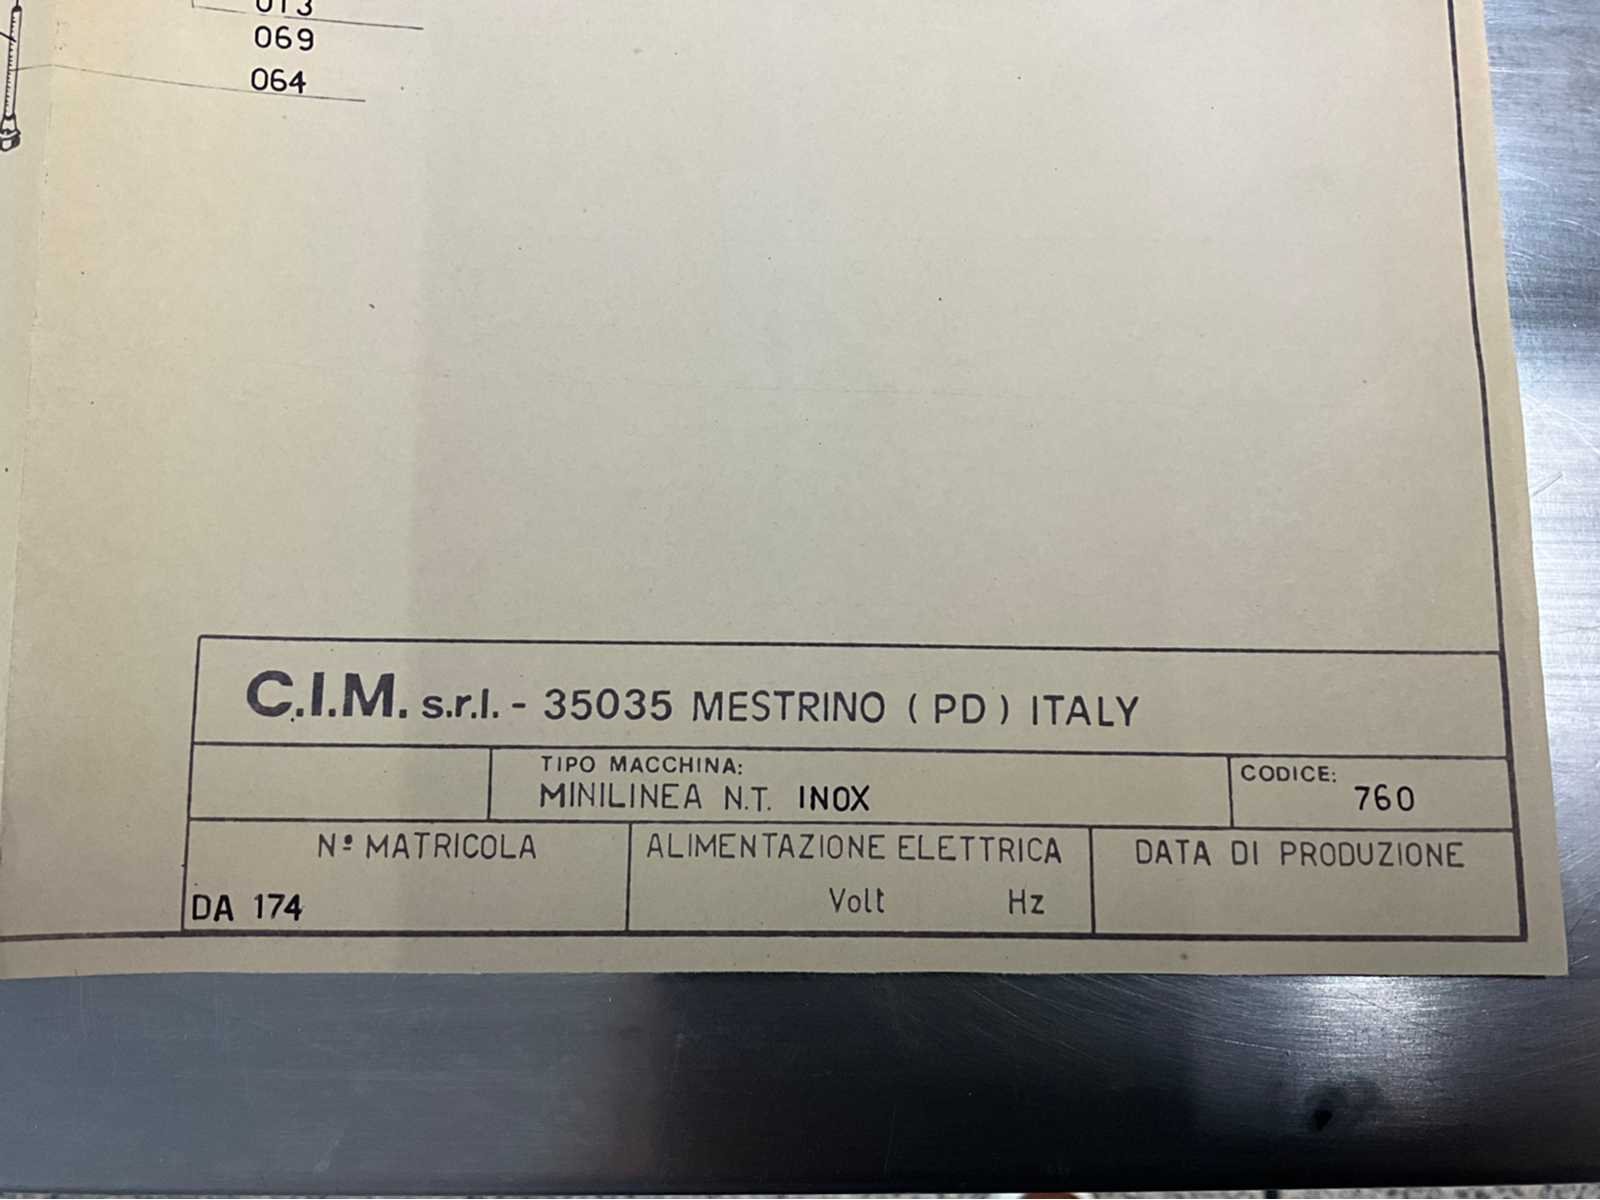 013
069
064
C.I.M. s.r.l. - 35035 MESTRINO ( PD ) ITALY
TIPO MACCHINA:
MINILINEA N.T. INOX
CODICE:
760
Nº MATRICOLA
DA 174
ALIMENTAZIONE ELETTRICA
Volt Hz
DATA DI PRODUZIONE